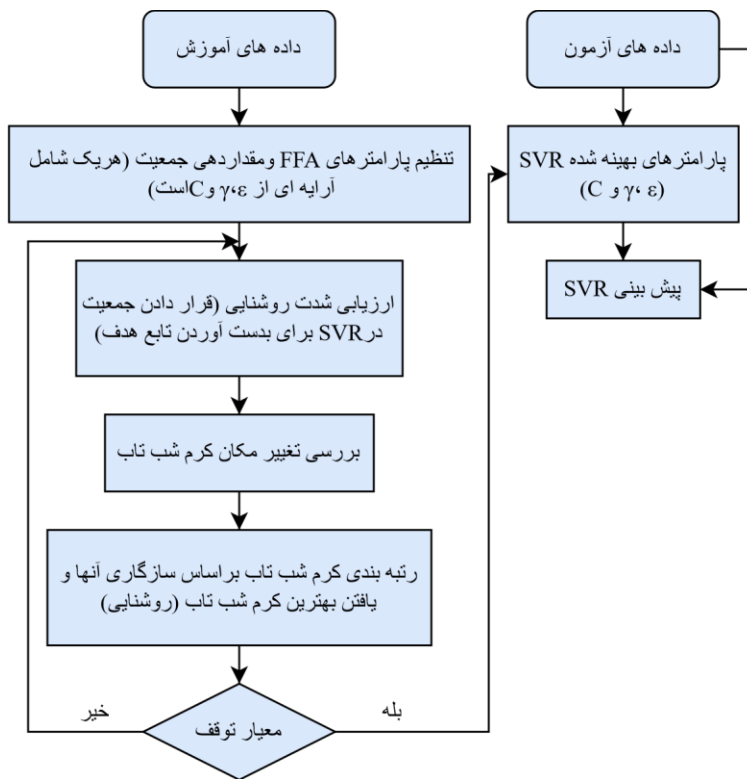 داده های آموزش
تنظیم پارامترهای FFA ومقداردهی جمعیت (هریک شامل
آرایه ای از γ،ε وCاست)
ارزیابی شدت روشنایی (قرار دادن جمعیت
درSVR برای بدست آوردن تابع هدف)
بررسی تغییر مکان کرم شب تاب
رتبه بندی کرم شب تاب براساس سازگاری آنها و
یافتن بهترین کرم شب تاب (روشنایی)
معیار توقف
خیر
بله
داده های آزمون
پارامترهای بهینه شده SVR
(γ، ε و C)
پیش بینی SVR